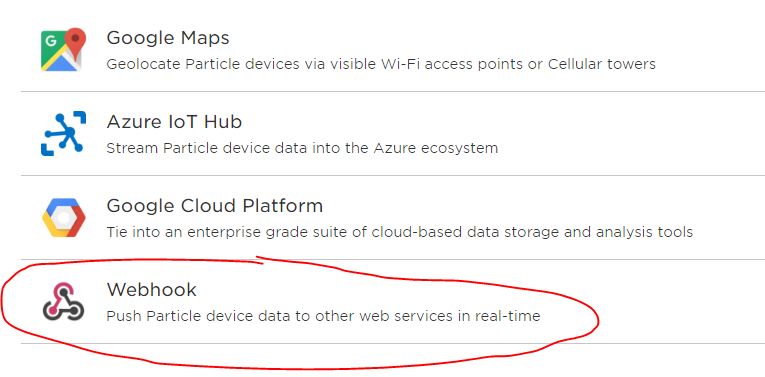 Google Maps
Geolocate Particle devices via visible Wi-Fi access points or Cellular towers
Azure IoT Hub
Stream Particle device data into the Azure ecosystem
Google Cloud Platform
Tie into an enterprise grade suite of cloud-based data storage and analysis tools
Webhook
Push Particle device data to other web services in real-time